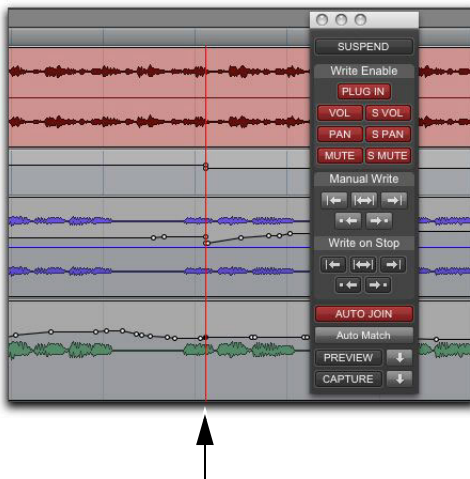 SUSPEND
Write Enable
PLUG IN
VOL S VOL
PAN S PAN
MUTE S MUTE
Manual Write
Write on Stop
AUTO JOIN
Auto Match
PREVIEW
CAPTURE